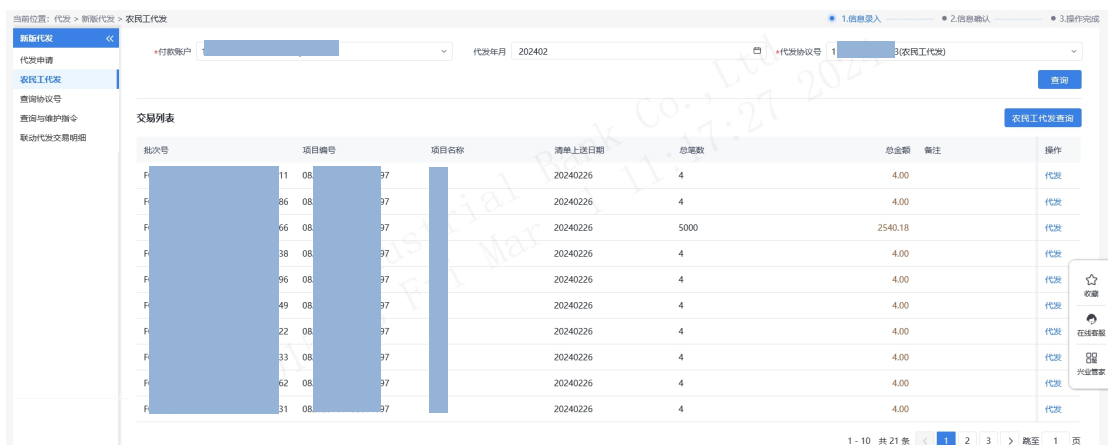 当前位置：代发 > 新版代发 > 农民工代发
1.信息录入 2.信息确认 3.操作完成
新版代发 «
代发申请
农民工代发
查询协议号
查询与维护指令
联动代发交易明细
*付款账户 代发年月 202402 *代发协议号 1 3(农民工代发)
查询
交易列表 农民工代发查询
批次号 项目编号 项目名称 清单上送日期 总笔数 总金额 备注 操作
F 11 08 97 20240226 4 4.00 代发
F 86 08 97 20240226 4 4.00 代发
F 66 08 97 20240226 5000 2540.18 代发
F 38 08 97 20240226 4 4.00 代发
F 96 08 97 20240226 4 4.00 代发
F 49 08 97 20240226 4 4.00 代发
F 22 08 97 20240226 4 4.00 代发
F 33 08 97 20240226 4 4.00 代发
F 62 08 97 20240226 4 4.00 代发
F 31 08 97 20240226 4 4.00 代发
收藏
在线客服
兴业管家
1 - 10 共 21 条 < 1 2 3 > 跳至 1 页
ustrial Bank Co., Ltd
Fri Mar 1 11:17:27 202